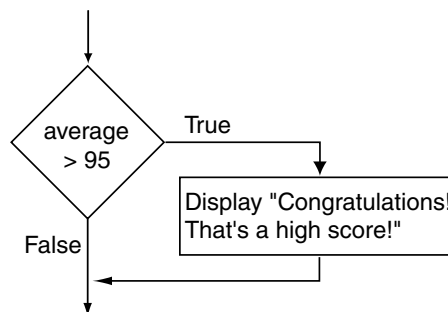 average
> 95
True
Display "Congratulations!
That's a high score!"
False